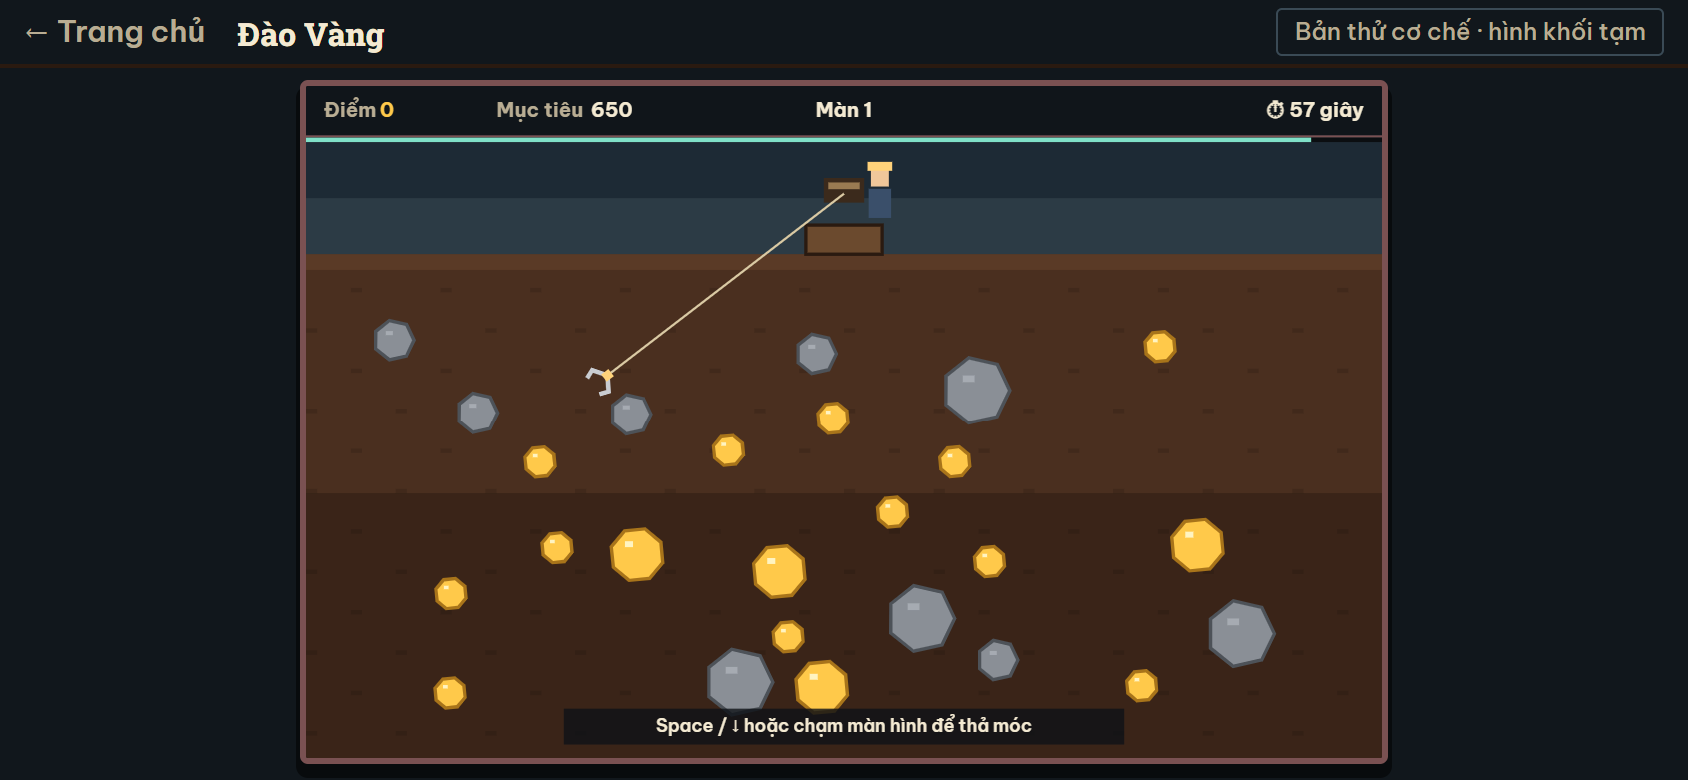 ← Trang chủ
Đào Vàng
Bản thử cơ chế · hình khối tạm
Điểm 0
Mục tiêu 650
Màn 1
⏱ 57 giây
Space / ↓ hoặc chạm màn hình để thả móc